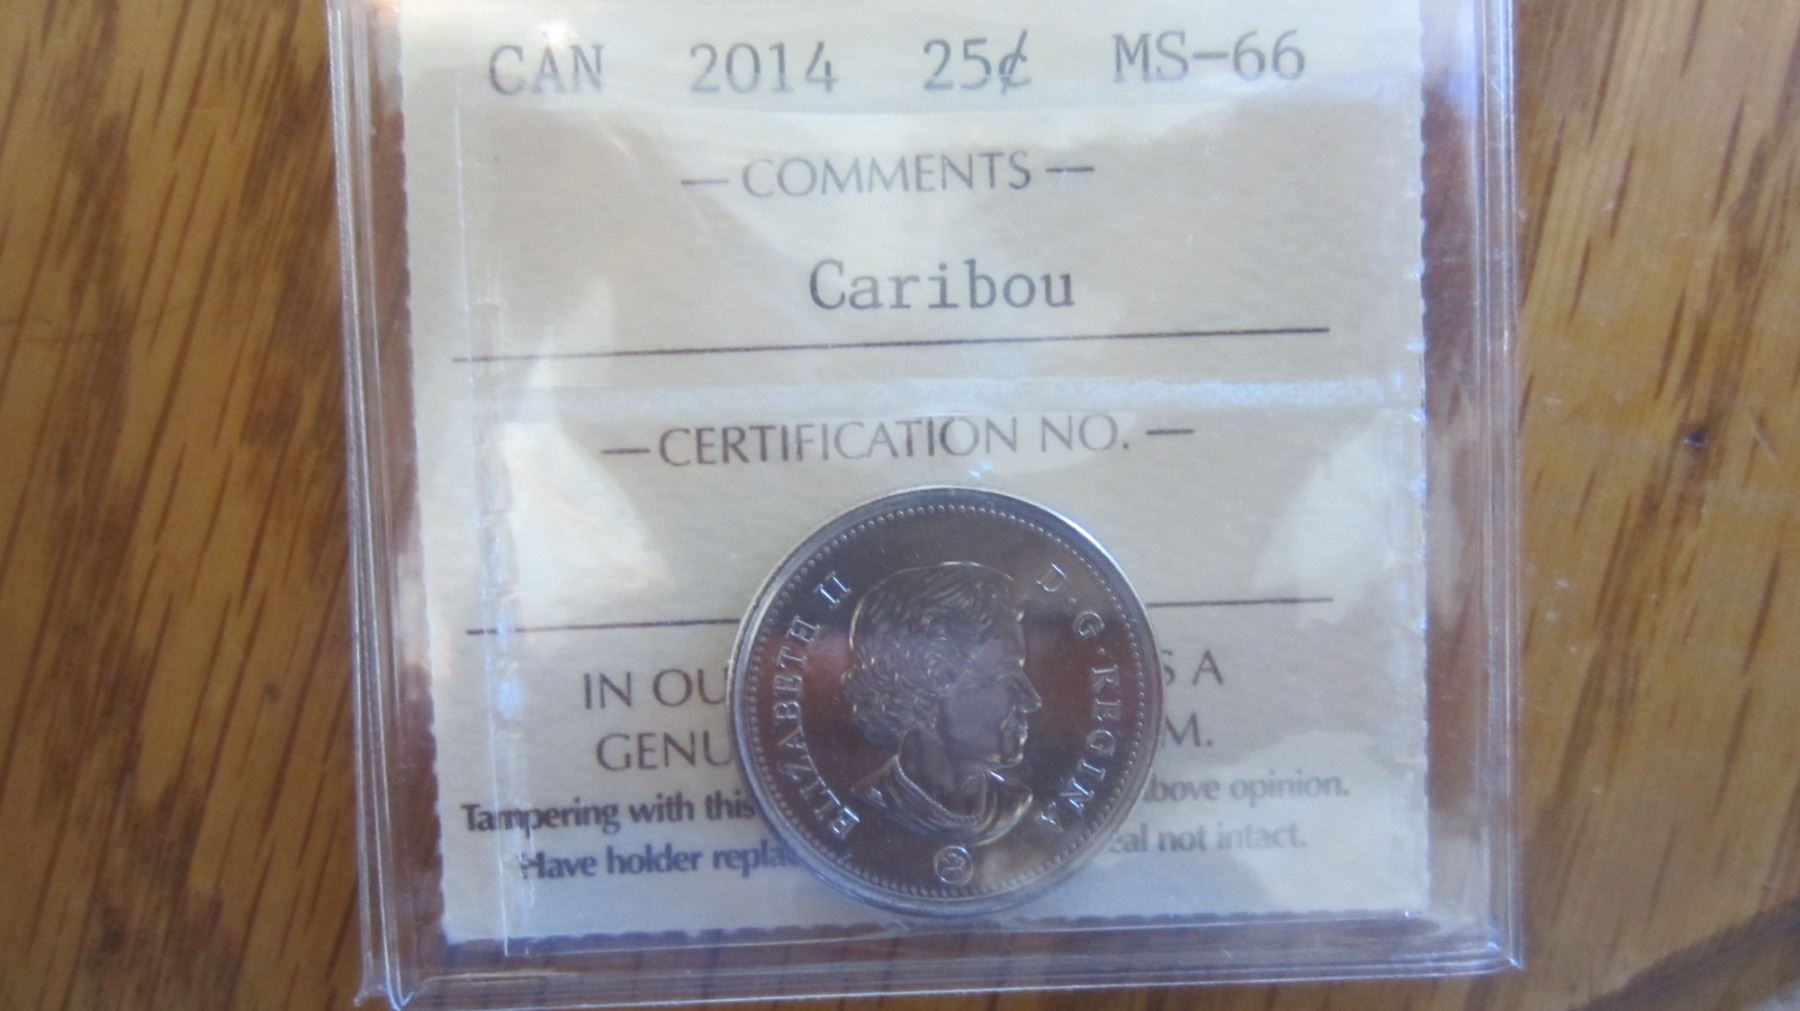 CAN 2014 25¢ MS-66
— COMMENTS —
Caribou
— CERTIFICATION NO. —
ELIZABETH II D·G·REGINA
IN OU S A
GENU M.
Tampering with this above opinion.
Have holder repla eal not intact.